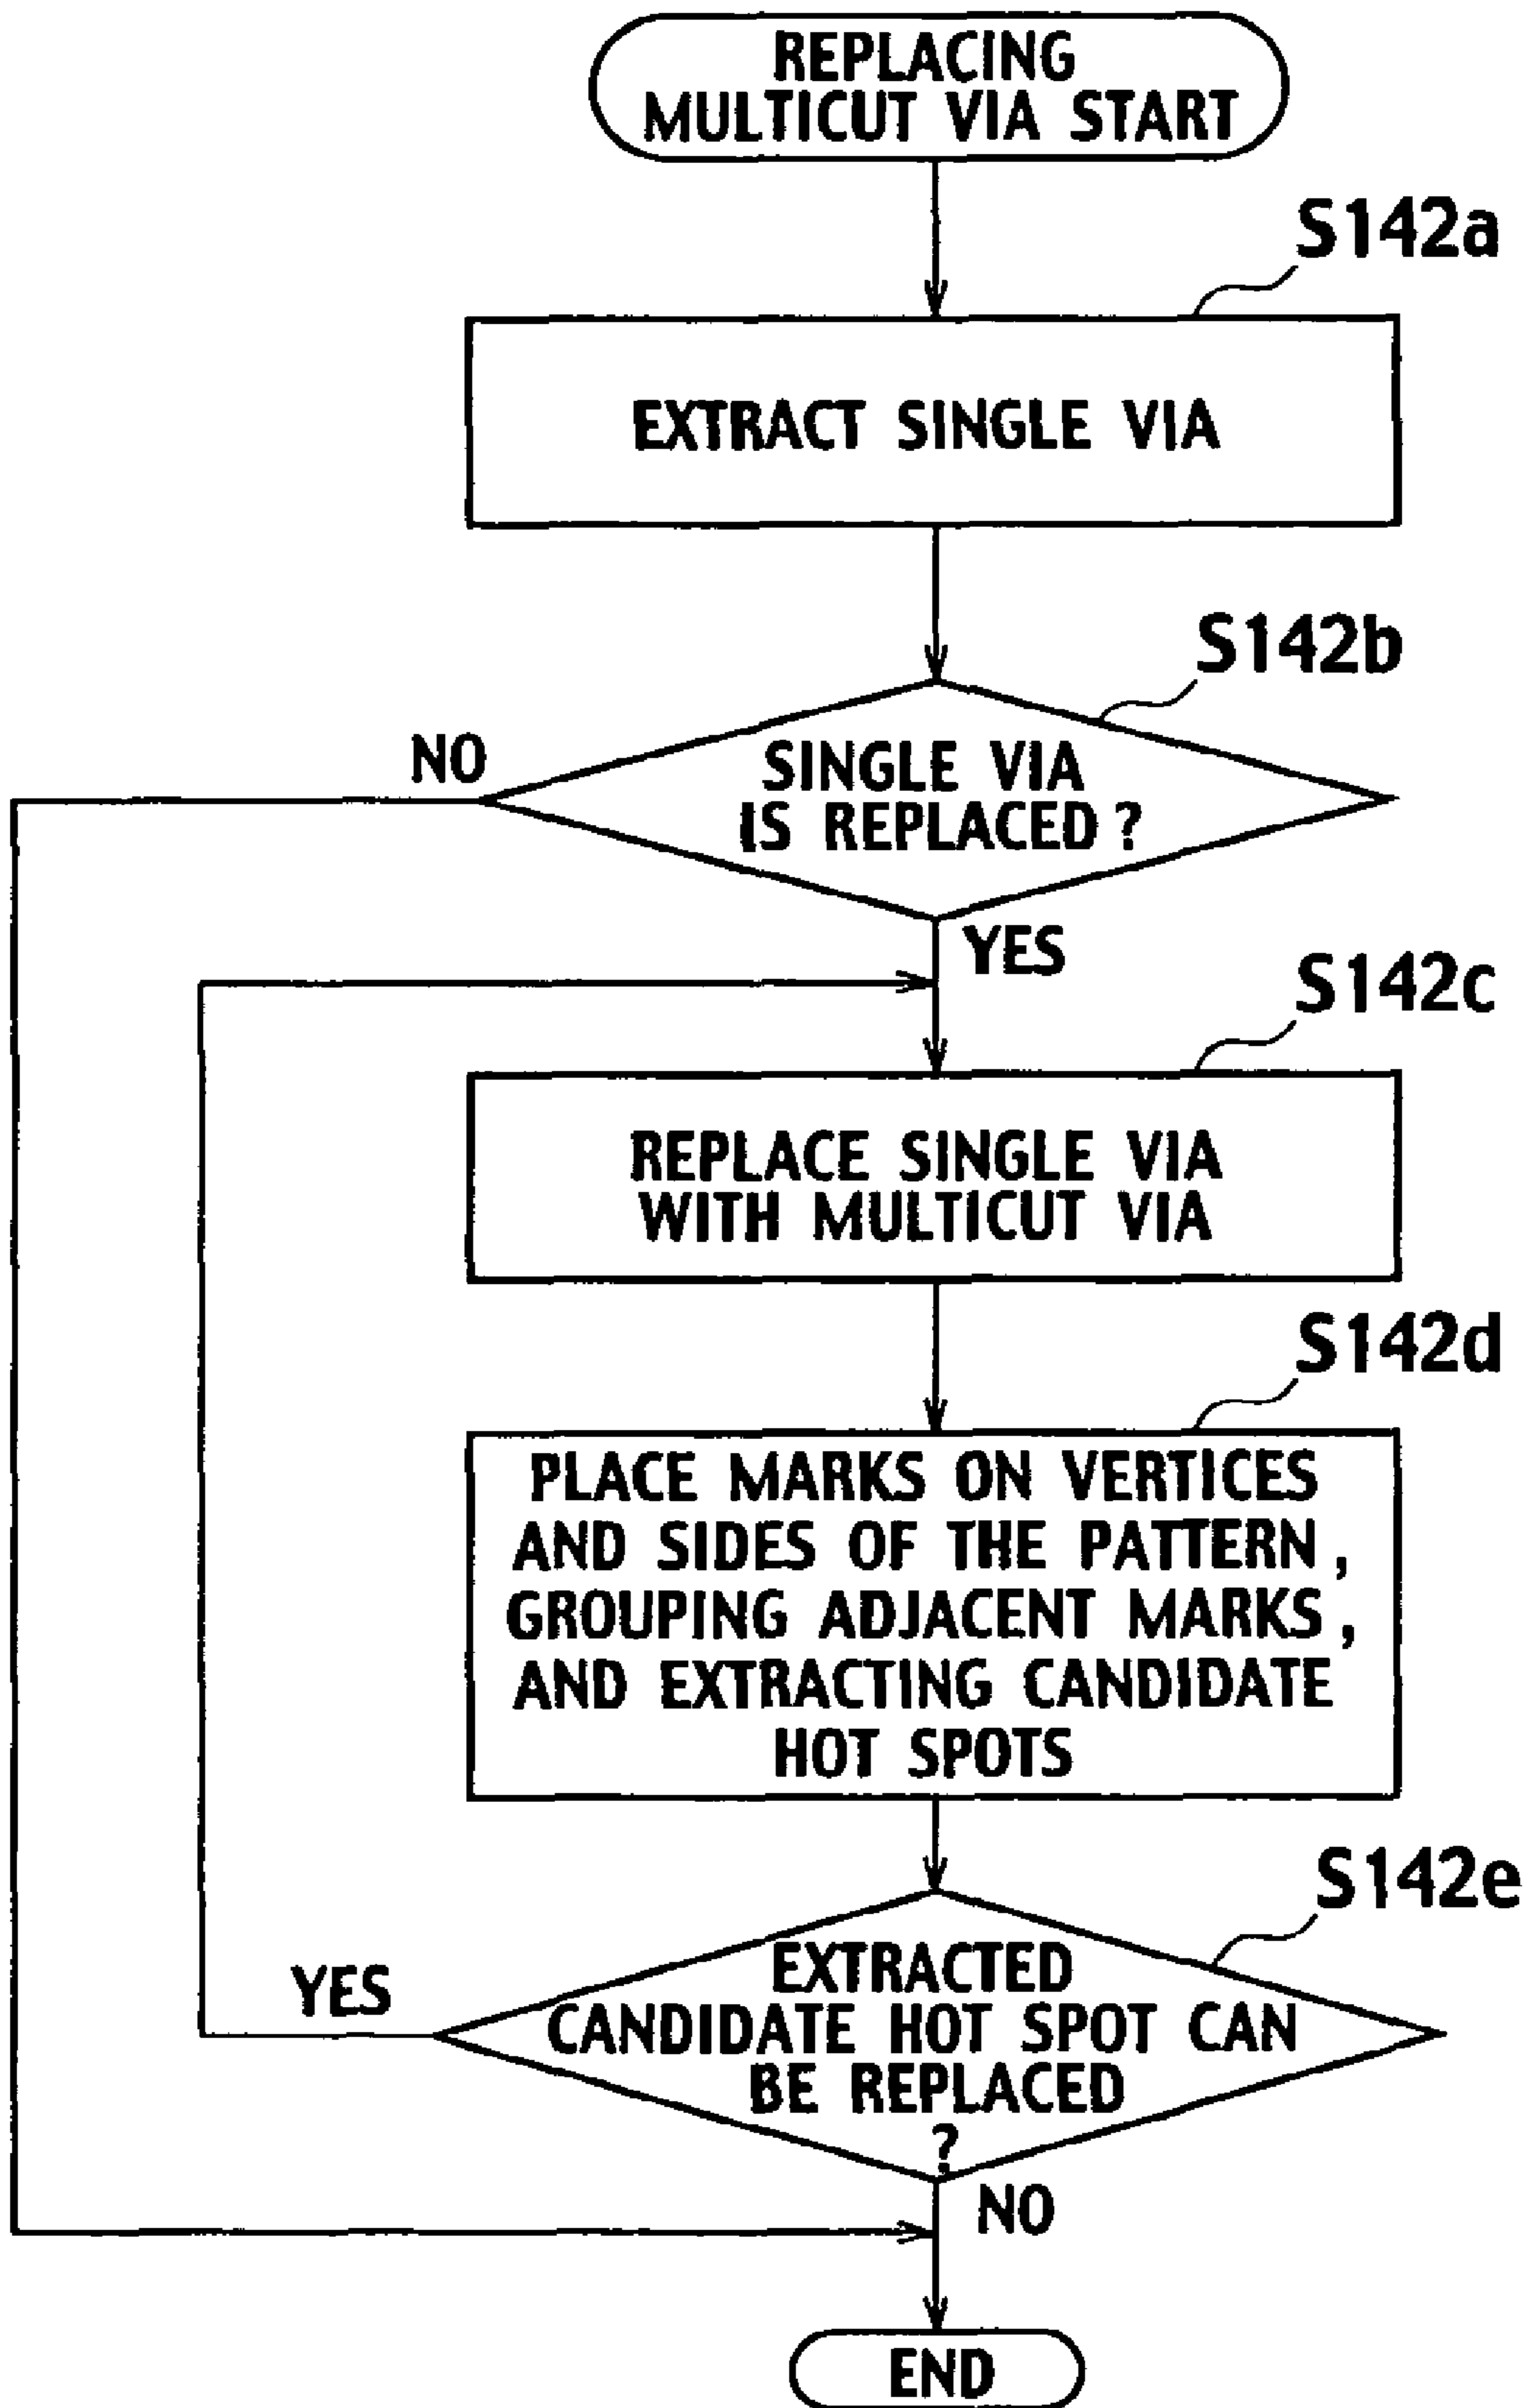 REPLACING
MULTICUT VIA START
S142a
EXTRACT SINGLE VIA
S142b
NO
SINGLE VIA
IS REPLACED ?
YES
S142c
REPLACE SINGLE VIA
WITH MULTICUT VIA
S142d
PLACE MARKS ON VERTICES
AND SIDES OF THE PATTERN ,
GROUPING ADJACENT MARKS ,
AND EXTRACTING CANDIDATE
HOT SPOTS
S142e
YES
EXTRACTED
CANDIDATE HOT SPOT CAN
BE REPLACED
?
NO
END